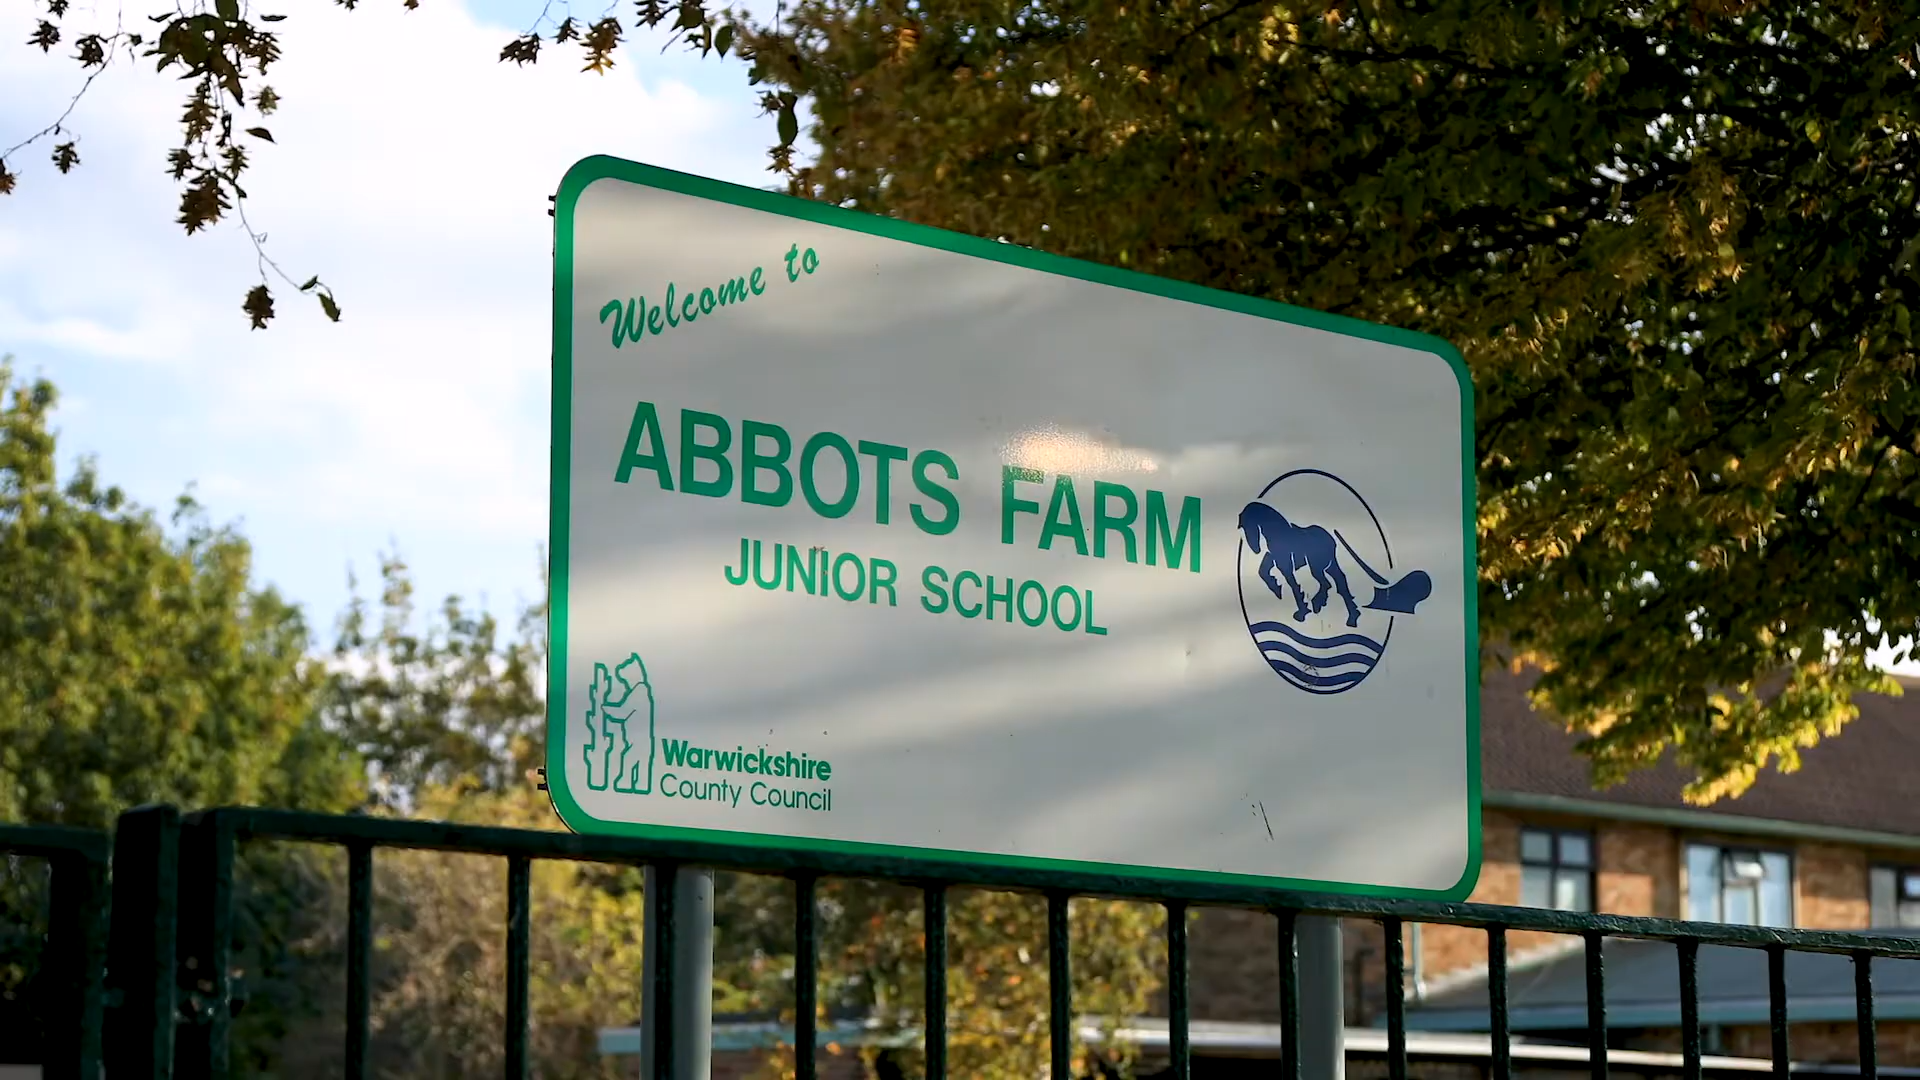 Welcome to
ABBOTS FARM
JUNIOR SCHOOL
Warwickshire
County Council